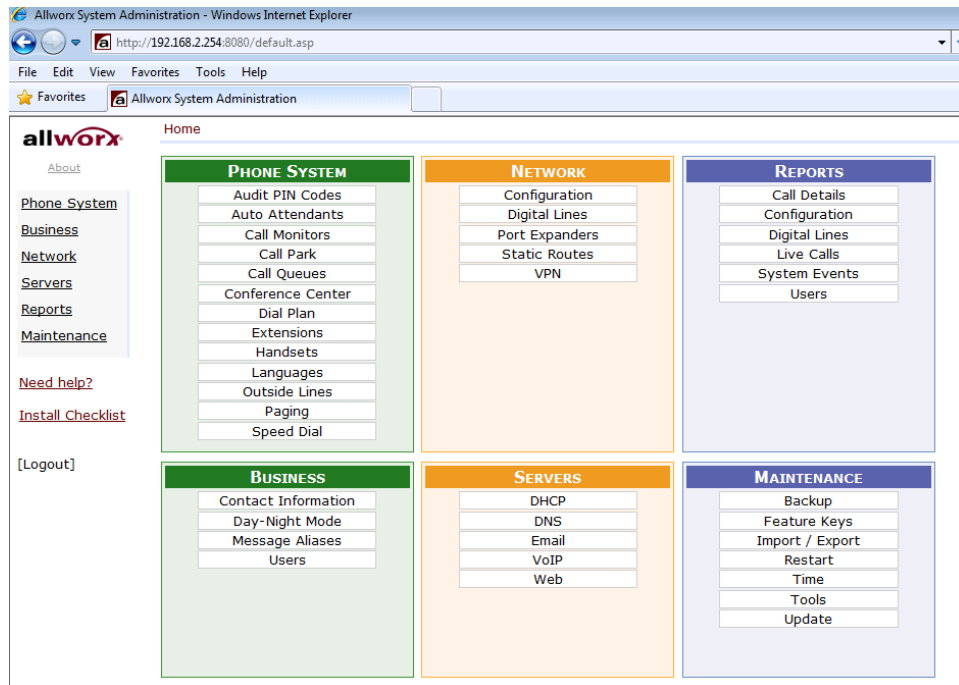 Allworx System Administration - Windows Internet Explorer
http://192.168.2.254:8080/default.asp
File Edit View Favorites Tools Help
Favorites
Allworx System Administration
allworx
About
Phone System
Business
Network
Servers
Reports
Maintenance
Need help?
Install Checklist
[Logout]
Home
PHONE SYSTEM
Audit PIN Codes
Auto Attendants
Call Monitors
Call Park
Call Queues
Conference Center
Dial Plan
Extensions
Handsets
Languages
Outside Lines
Paging
Speed Dial
NETWORK
Configuration
Digital Lines
Port Expanders
Static Routes
VPN
REPORTS
Call Details
Configuration
Digital Lines
Live Calls
System Events
Users
BUSINESS
Contact Information
Day-Night Mode
Message Aliases
Users
SERVERS
DHCP
DNS
Email
VoIP
Web
MAINTENANCE
Backup
Feature Keys
Import / Export
Restart
Time
Tools
Update